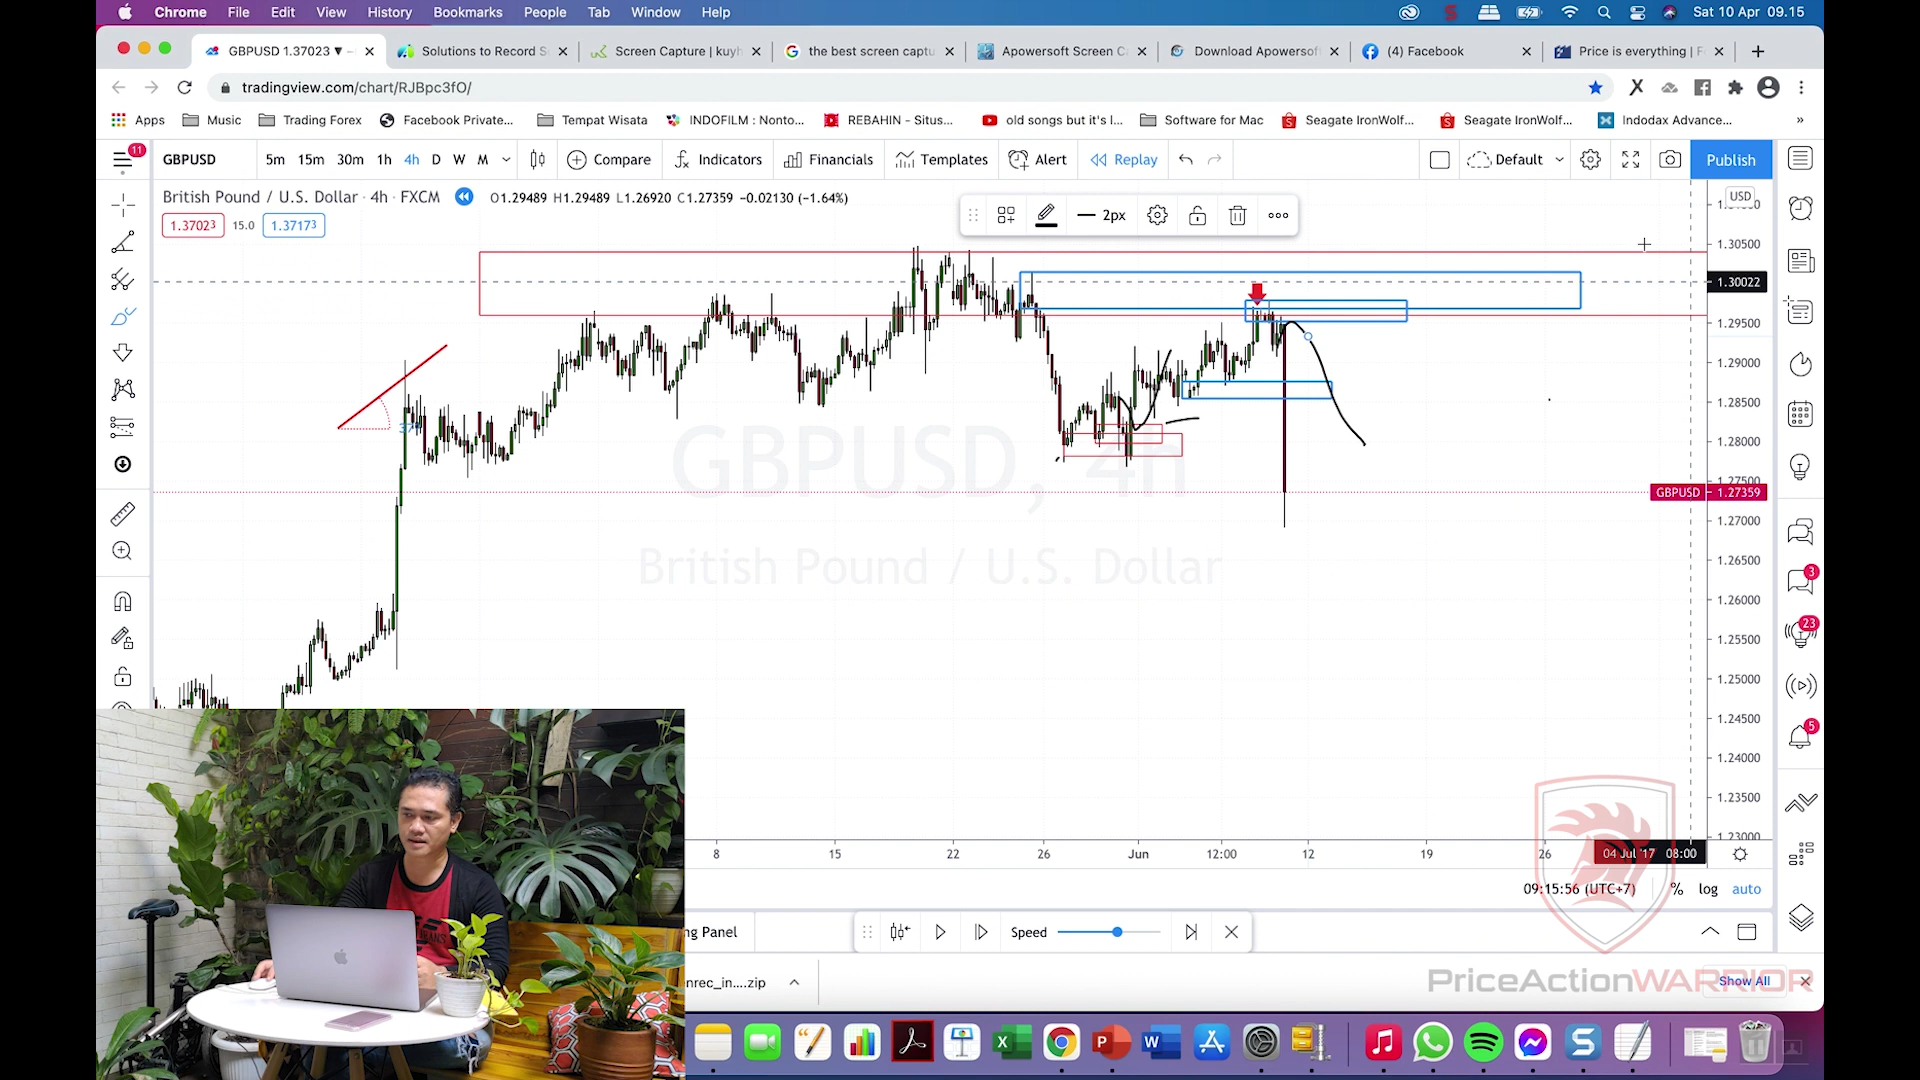 Chrome File Edit View History Bookmarks People Tab Window Help
Sat 10 Apr 09.15
GBPUSD 1.37023 ▼
Solutions to Record S
Screen Capture | kuyh
the best screen captu
Apowersoft Screen C
Download Apowersof
(4) Facebook
Price is everything | F
tradingview.com/chart/RJBpc3fO/
Apps
Music
Trading Forex
Facebook Private...
Tempat Wisata
INDOFILM : Nonto...
REBAHIN - Situs...
old songs but it's l...
Software for Mac
Seagate IronWolf...
Seagate IronWolf...
Indodax Advance...
»
11
GBPUSD 5m 15m 30m 1h 4h D W M
Compare
Indicators
Financials
Templates
Alert
Replay
Default
Publish
British Pound / U.S. Dollar · 4h · FXCM
O1.29489 H1.29489 L1.26920 C1.27359 −0.02130 (−1.64%)
1.37023 15.0 1.37173
2px
USD
1.30500
1.30022
1.29500
1.29000
1.28500
1.28000
GBPUSD 1.27359
1.27000
1.26500
1.26000
1.25500
1.25000
1.24500
1.24000
1.23500
1.23000
GBPUSD, 4h
British Pound / U.S. Dollar
3
23
5
8 15 22 26 Jun 12:00 12 19 26
04 Jul '17 08:00
09:15:56 (UTC+7) % log auto
ng Panel
Speed
enrec_in....zip
PriceActionWARRIOR
Show All